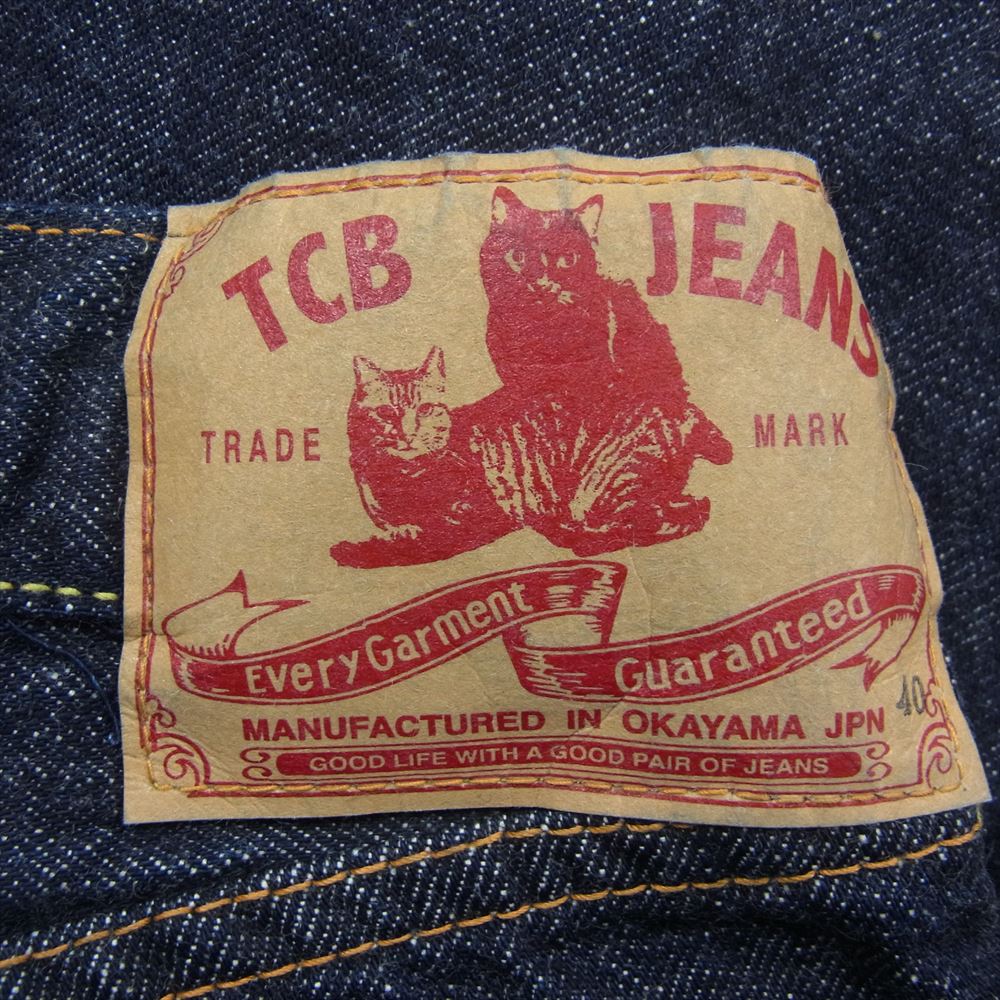 TCB JEANS
TRADE MARK
Every Garment Guaranteed
MANUFACTURED IN OKAYAMA JPN 40
GOOD LIFE WITH A GOOD PAIR OF JEANS